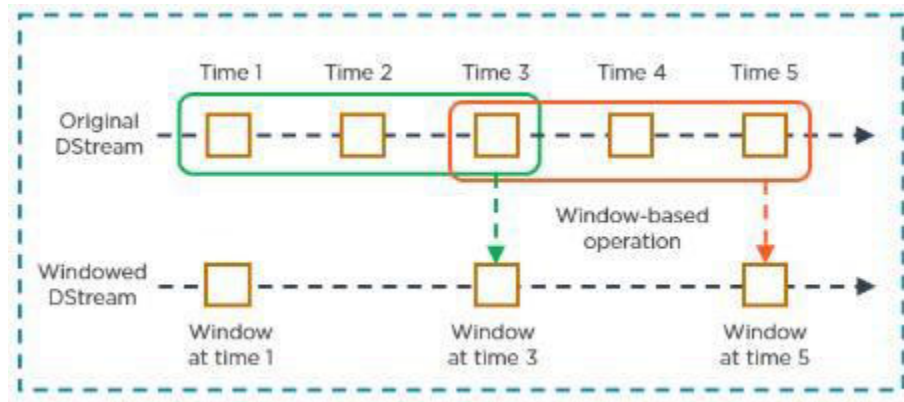 Time 1 Time 2 Time 3 Time 4 Time 5
Original
DStream
Window-based
operation
Windowed
DStream
Window
at time 1
Window
at time 3
Window
at time 5